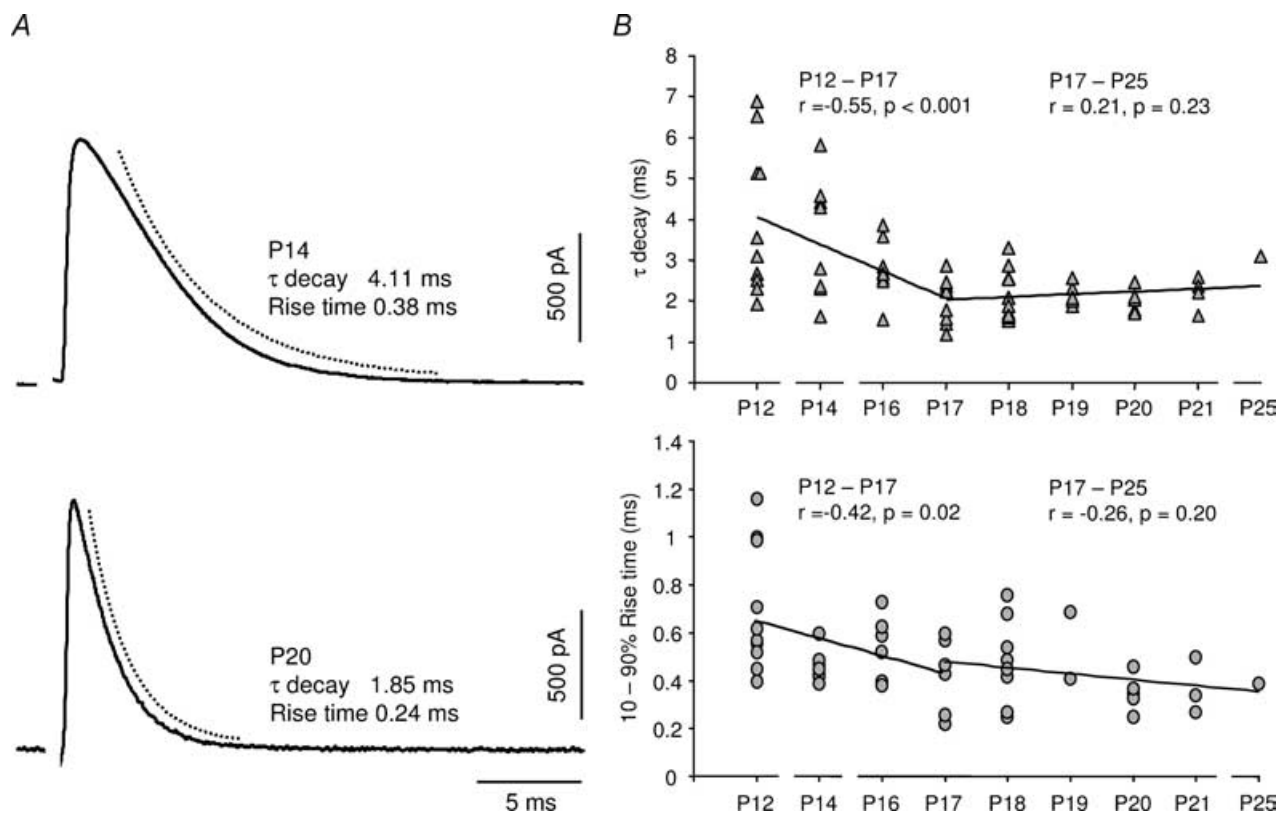 A
P14
τ decay 4.11 ms
Rise time 0.38 ms
500 pA
P20
τ decay 1.85 ms
Rise time 0.24 ms
500 pA
5 ms
B
8
7
6
5
4
3
2
1
0
τ decay (ms)
P12 – P17
r =-0.55, p < 0.001
P17 – P25
r = 0.21, p = 0.23
P12 P14 P16 P17 P18 P19 P20 P21 P25
1.4
1.2
1
0.8
0.6
0.4
0.2
0
10 – 90% Rise time (ms)
P12 – P17
r =-0.42, p = 0.02
P17 – P25
r = -0.26, p = 0.20
P12 P14 P16 P17 P18 P19 P20 P21 P25